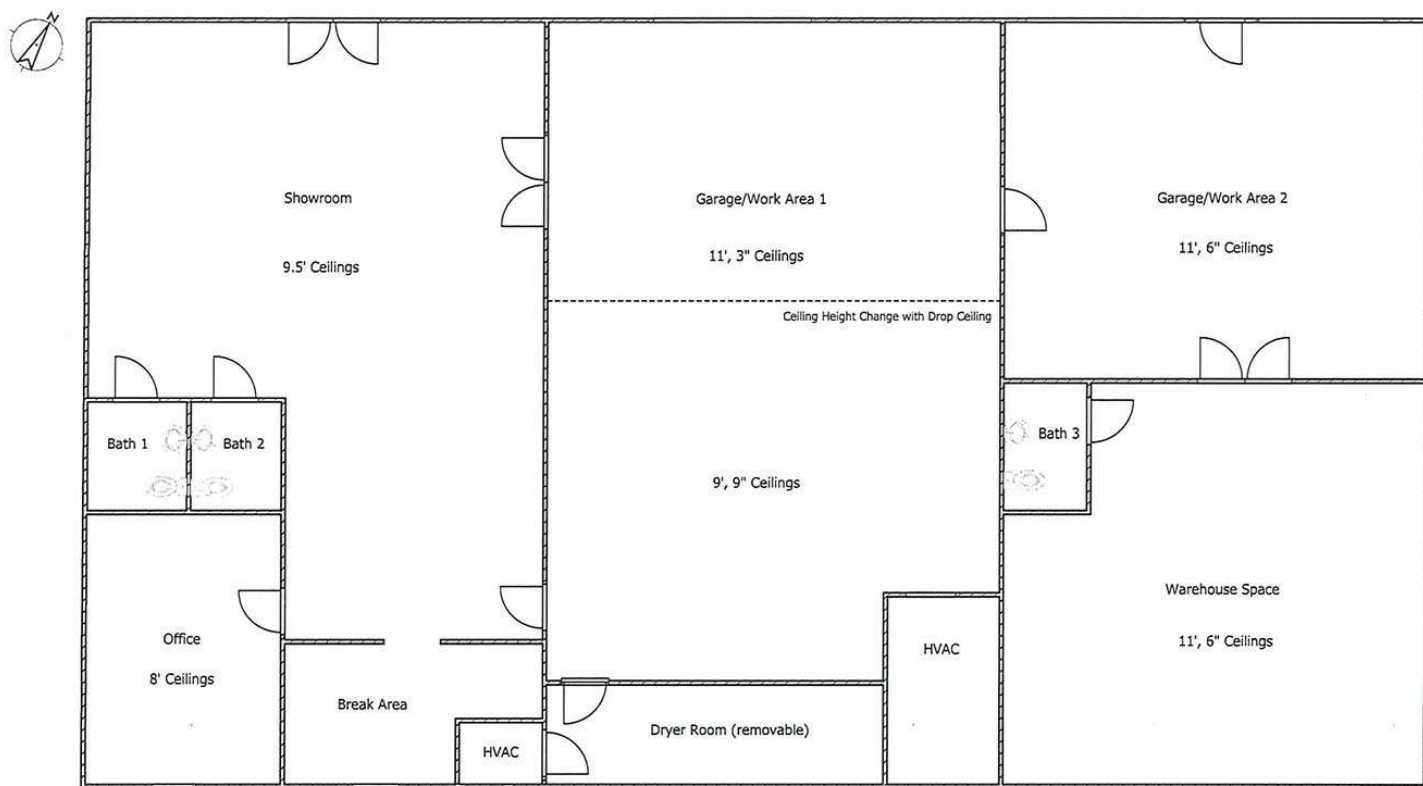 N
Showroom
9.5' Ceilings
Garage/Work Area 1
11', 3" Ceilings
Garage/Work Area 2
11', 6" Ceilings
Ceiling Height Change with Drop Ceiling
Bath 1
Bath 2
9', 9" Ceilings
Bath 3
Office
8' Ceilings
Break Area
HVAC
Dryer Room (removable)
HVAC
Warehouse Space
11', 6" Ceilings